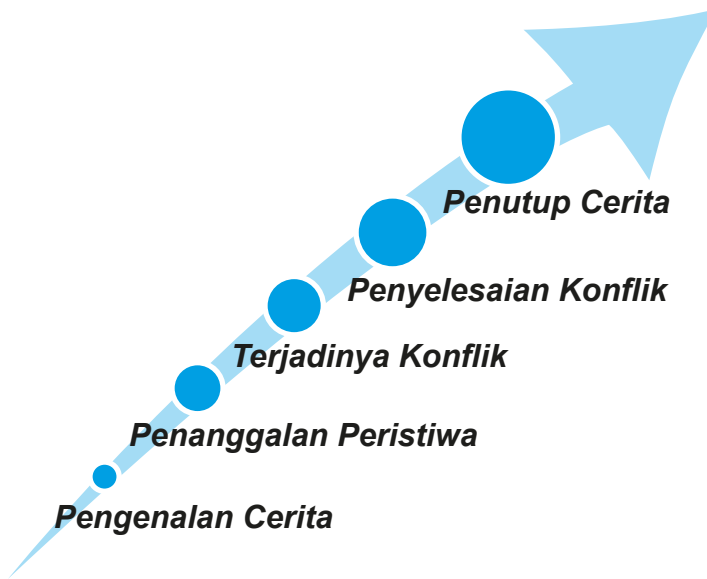 Penutup Cerita
Penyelesaian Konflik
Terjadinya Konflik
Penanggalan Peristiwa
Pengenalan Cerita